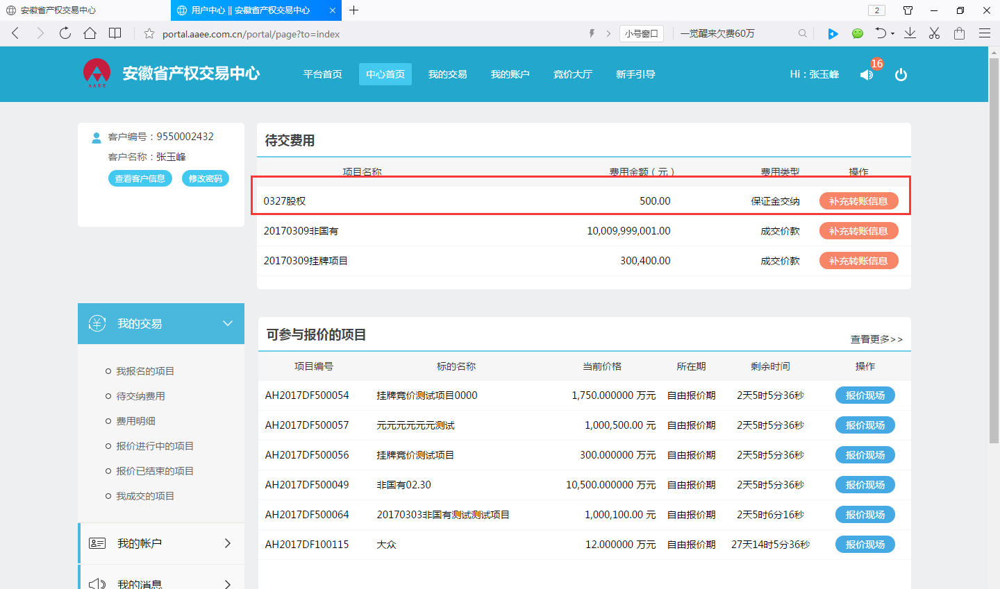 安徽省产权交易中心
用户中心 || 安徽省产权交易中心
2
portal.aaee.com.cn/portal/page?to=index
小号窗口
一觉醒来欠费60万
AAEE
安徽省产权交易中心
平台首页
中心首页
我的交易
我的账户
竞价大厅
新手引导
Hi：张玉峰
16
客户编号：9550002432
客户名称：张玉峰
查看客户信息
修改密码
待交费用
项目名称 费用金额（元） 费用类型 操作
0327股权 500.00 保证金交纳 补充转账信息
20170309非国有 10,009,999,001.00 成交价款 补充转账信息
20170309挂牌项目 300,400.00 成交价款 补充转账信息
我的交易
我报名的项目
待交纳费用
费用明细
报价进行中的项目
报价已结束的项目
我成交的项目
我的帐户
我的消息
可参与报价的项目
查看更多>>
项目编号 标的名称 当前价格 所在期 剩余时间 操作
AH2017DF500054 挂牌竞价测试项目0000 1,750.000000 万元 自由报价期 2天5时5分36秒 报价现场
AH2017DF500057 元元元元元元测试 1,000,500.00 元 自由报价期 2天5时5分36秒 报价现场
AH2017DF500056 挂牌竞价测试项目 300.000000 万元 自由报价期 2天5时5分36秒 报价现场
AH2017DF500049 非国有02.30 10,500.000000 万元 自由报价期 2天5时5分36秒 报价现场
AH2017DF500064 20170303非国有测试测试项目 1,000,100.00 元 自由报价期 2天5时6分16秒 报价现场
AH2017DF100115 大众 12.000000 万元 自由报价期 27天14时5分36秒 报价现场